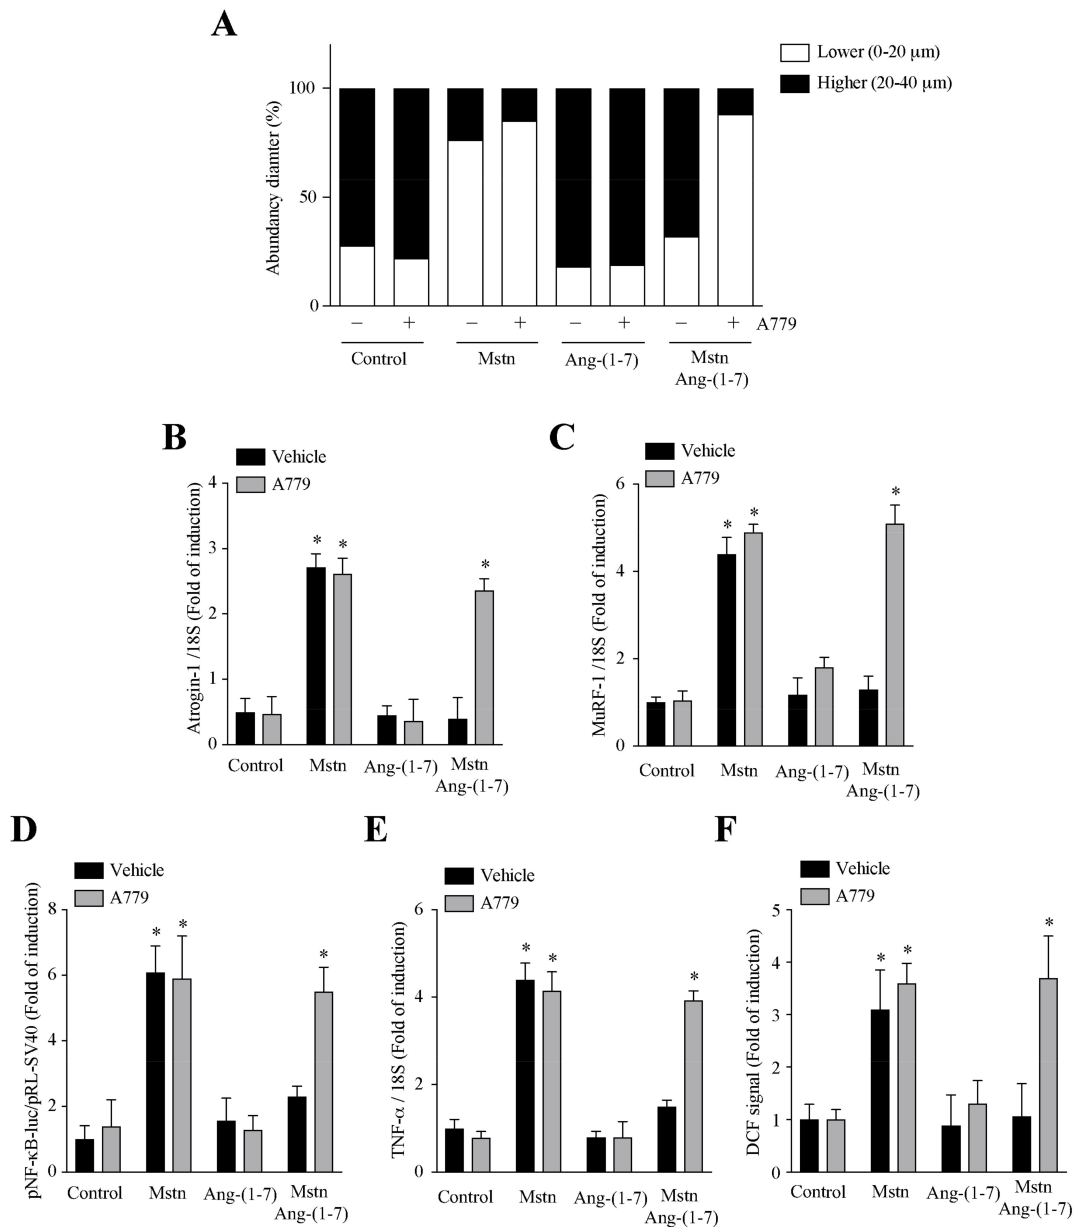 A
Lower (0-20 μm)
Higher (20-40 μm)
Abundancy diamter (%)
100
50
0
− + − + − + − + A779
Control Mstn Ang-(1-7) Mstn
Ang-(1-7)
B
Vehicle
A779
Atrogin-1 /18S (Fold of induction)
4
3
2
1
0
* * *
Control Mstn Ang-(1-7) Mstn
Ang-(1-7)
C
Vehicle
A779
MuRF-1 /18S (Fold of induction)
6
4
2
0
* * *
Control Mstn Ang-(1-7) Mstn
Ang-(1-7)
D
Vehicle
A779
pNF-κB-luc/pRL-SV40 (Fold of induction)
8
6
4
2
0
* * *
Control Mstn Ang-(1-7) Mstn
Ang-(1-7)
E
Vehicle
A779
TNF-α / 18S (Fold of induction)
6
4
2
0
* * *
Control Mstn Ang-(1-7) Mstn
Ang-(1-7)
F
Vehicle
A779
DCF signal (Fold of induction)
5
4
3
2
1
0
* * *
Control Mstn Ang-(1-7) Mstn
Ang-(1-7)